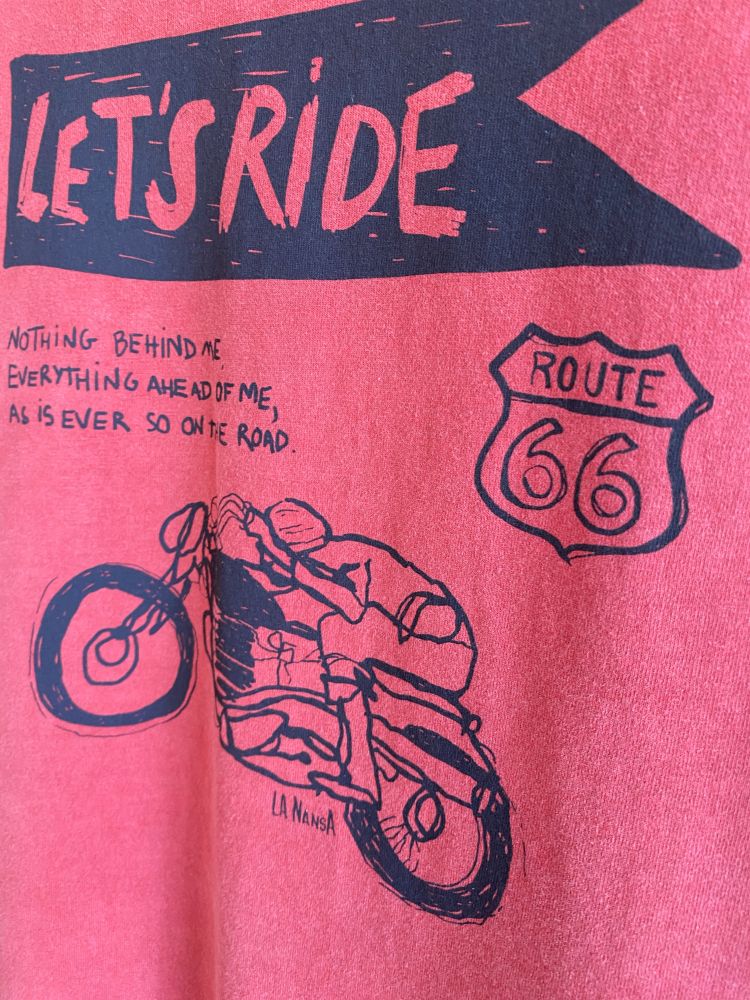 LET'S RIDE
NOTHING BEHIND ME,
EVERYTHING AHEAD OF ME,
AS IS EVER SO ON THE ROAD.
ROUTE
66
LA NANSA